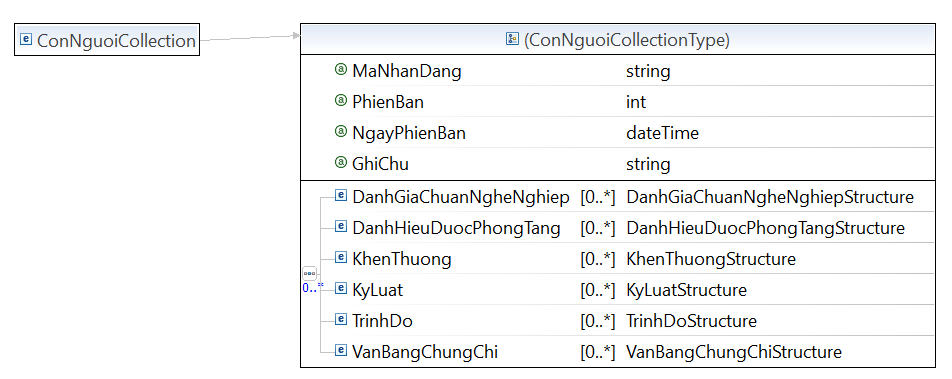 ConNguoiCollection
(ConNguoiCollectionType)
MaNhanDang string
PhienBan int
NgayPhienBan dateTime
GhiChu string
DanhGiaChuanNgheNghiep [0..*] DanhGiaChuanNgheNghiepStructure
DanhHieuDuocPhongTang [0..*] DanhHieuDuocPhongTangStructure
KhenThuong [0..*] KhenThuongStructure
0..* KyLuat [0..*] KyLuatStructure
TrinhDo [0..*] TrinhDoStructure
VanBangChungChi [0..*] VanBangChungChiStructure